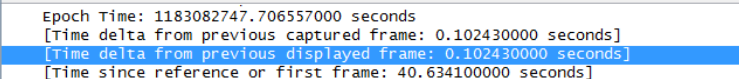 Epoch Time: 1183082747.706557000 seconds
[Time delta from previous captured frame: 0.102430000 seconds]
[Time delta from previous displayed frame: 0.102430000 seconds]
[Time since reference or first frame: 40.634100000 seconds]